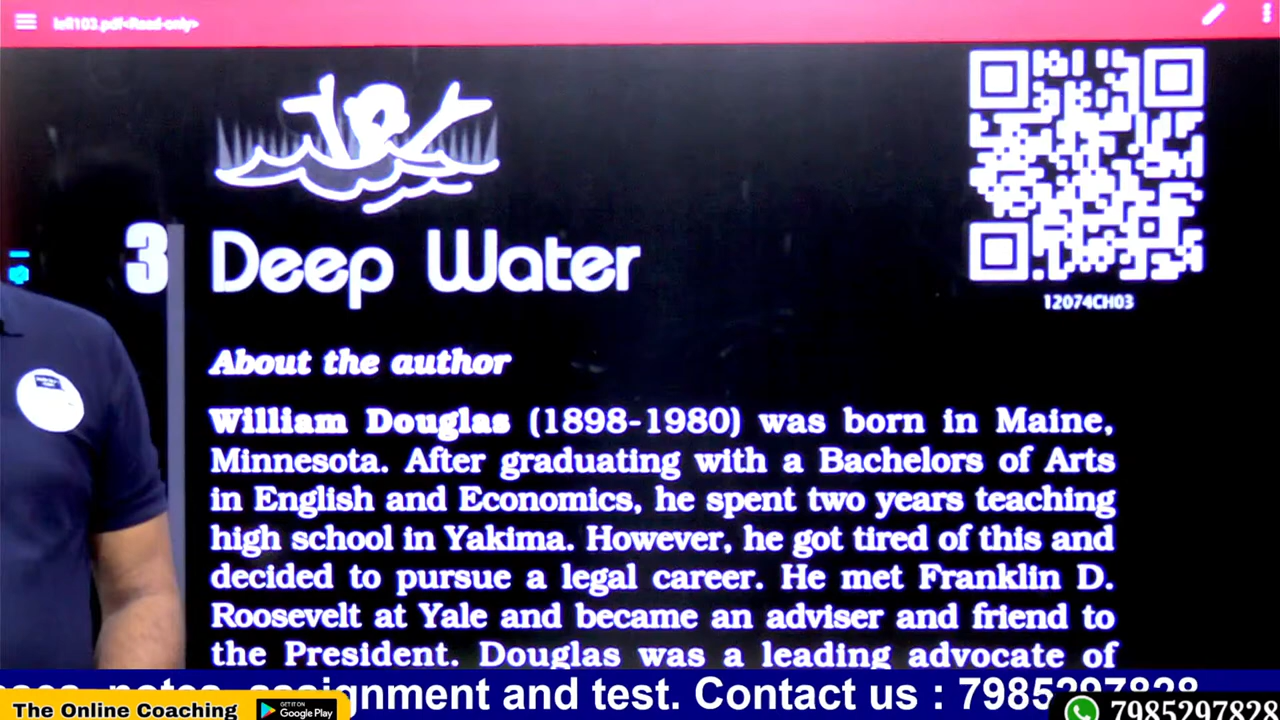 lefl103.pdf<Read-only>
12074CH03
3 Deep Water
About the author
William Douglas (1898-1980) was born in Maine,
Minnesota. After graduating with a Bachelors of Arts
in English and Economics, he spent two years teaching
high school in Yakima. However, he got tired of this and
decided to pursue a legal career. He met Franklin D.
Roosevelt at Yale and became an adviser and friend to
the President. Douglas was a leading advocate of
notes, assignment and test. Contact us : 7985297828
The Online Coaching
GET IT ON
Google Play
7985297828